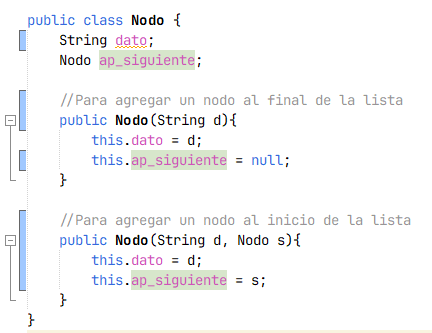 public class Nodo {
    String dato;
    Nodo ap_siguiente;

    //Para agregar un nodo al final de la lista
    public Nodo(String d){
        this.dato = d;
        this.ap_siguiente = null;
    }

    //Para agregar un nodo al inicio de la lista
    public Nodo(String d, Nodo s){
        this.dato = d;
        this.ap_siguiente = s;
    }
}